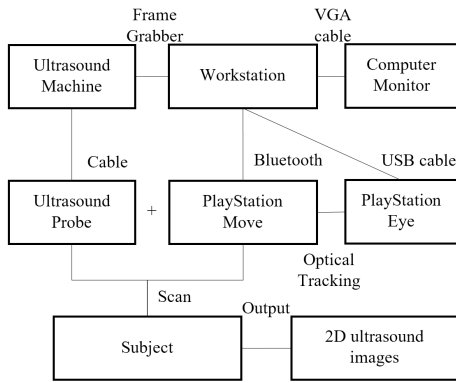 Frame
Grabber
VGA
cable
Ultrasound
Machine
Workstation
Computer
Monitor
Cable
Bluetooth
USB cable
Ultrasound
Probe
+
PlayStation
Move
PlayStation
Eye
Optical
Tracking
Scan
Output
Subject
2D ultrasound
images